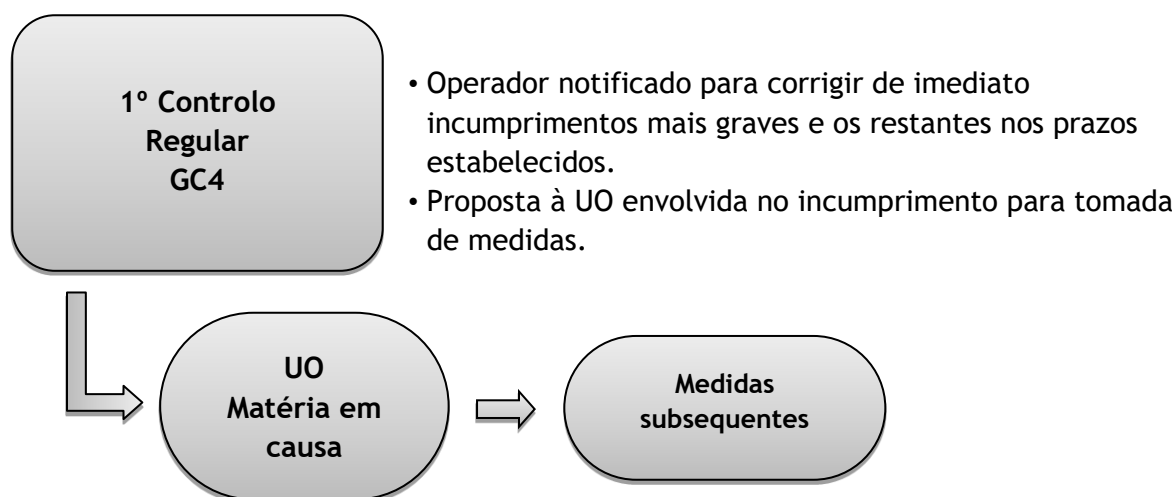 1º Controlo
Regular
GC4
• Operador notificado para corrigir de imediato
incumprimentos mais graves e os restantes nos prazos
estabelecidos.
• Proposta à UO envolvida no incumprimento para tomada
de medidas.
UO
Matéria em
causa
Medidas
subsequentes